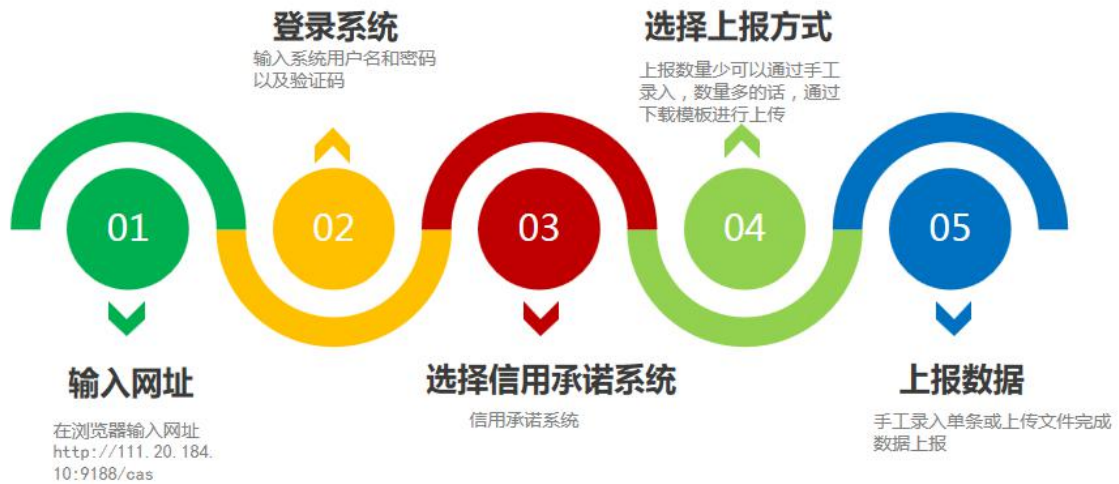 登录系统
输入系统用户名和密码
以及验证码
选择上报方式
上报数量少可以通过手工
录入，数量多的话，通过
下载模板进行上传
01
02
03
04
05
输入网址
在浏览器输入网址
http://111.20.184.
10:9188/cas
选择信用承诺系统
信用承诺系统
上报数据
手工录入单条或上传文件完成
数据上报